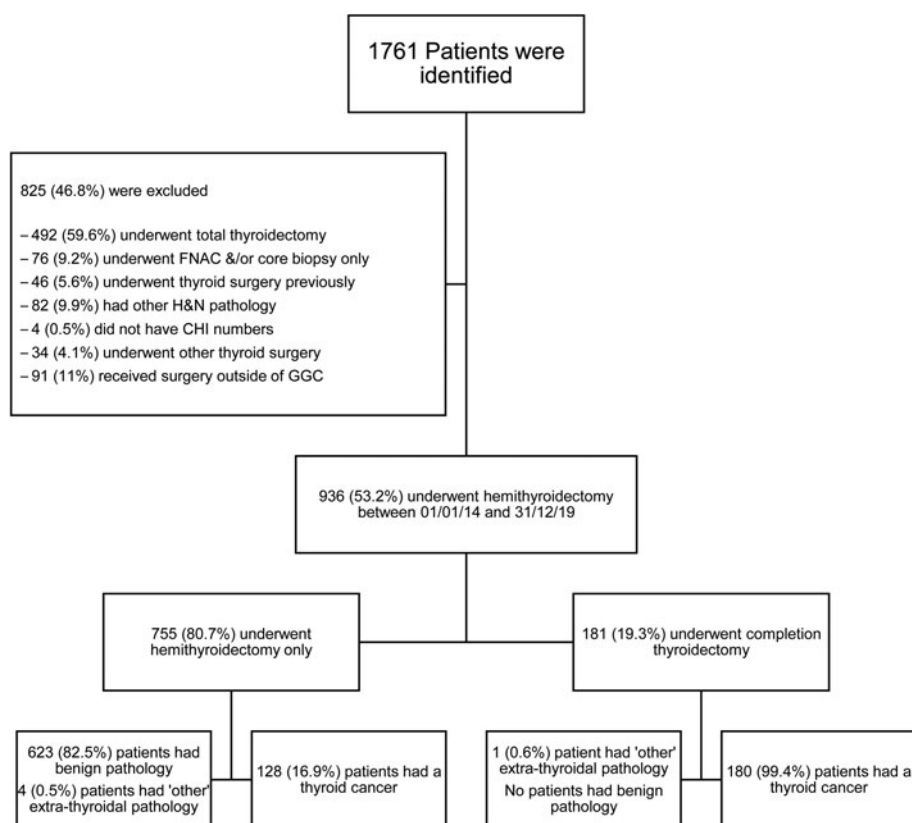 1761 Patients were
identified
825 (46.8%) were excluded
– 492 (59.6%) underwent total thyroidectomy
– 76 (9.2%) underwent FNAC &/or core biopsy only
– 46 (5.6%) underwent thyroid surgery previously
– 82 (9.9%) had other H&N pathology
– 4 (0.5%) did not have CHI numbers
– 34 (4.1%) underwent other thyroid surgery
– 91 (11%) received surgery outside of GGC
936 (53.2%) underwent hemithyroidectomy
between 01/01/14 and 31/12/19
755 (80.7%) underwent
hemithyroidectomy only
181 (19.3%) underwent completion
thyroidectomy
623 (82.5%) patients had
benign pathology
4 (0.5%) patients had 'other'
extra-thyroidal pathology
128 (16.9%) patients had a
thyroid cancer
1 (0.6%) patient had 'other'
extra-thyroidal pathology
No patients had benign
pathology
180 (99.4%) patients had a
thyroid cancer